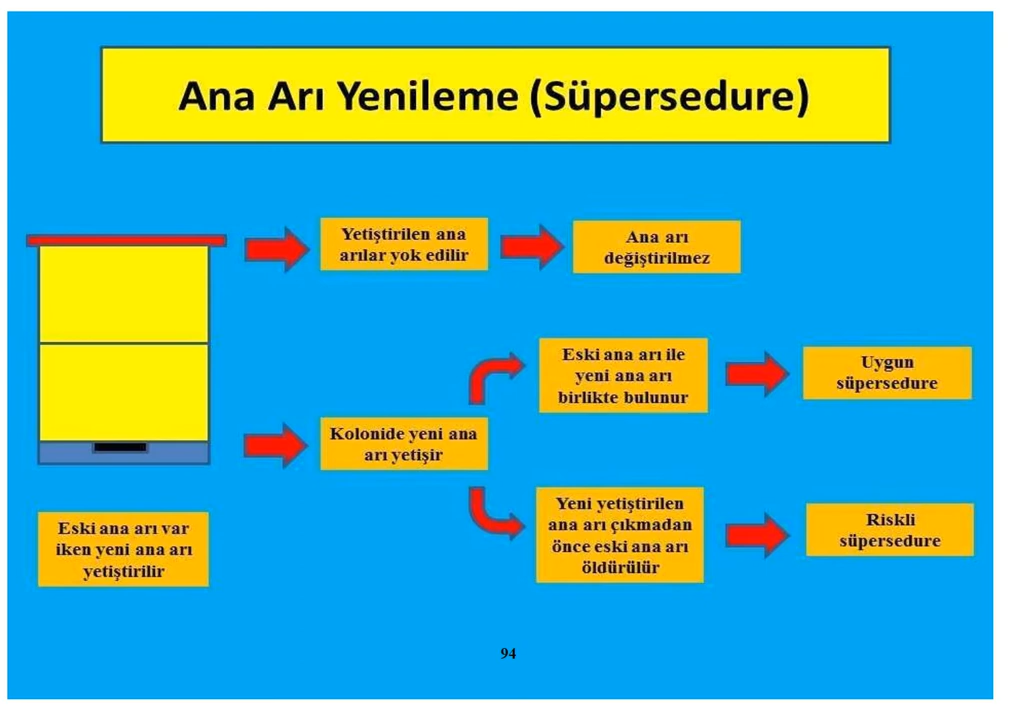 Ana Arı Yenileme (Süpersedure)
Yetiştirilen ana
arılar yok edilir
Ana arı
değiştirilmez
Eski ana arı ile
yeni ana arı
birlikte bulunur
Uygun
süpersedure
Kolonide yeni ana
arı yetişir
Yeni yetiştirilen
ana arı çıkmadan
önce eski ana arı
öldürülür
Riskli
süpersedure
Eski ana arı var
iken yeni ana arı
yetiştirilir
94